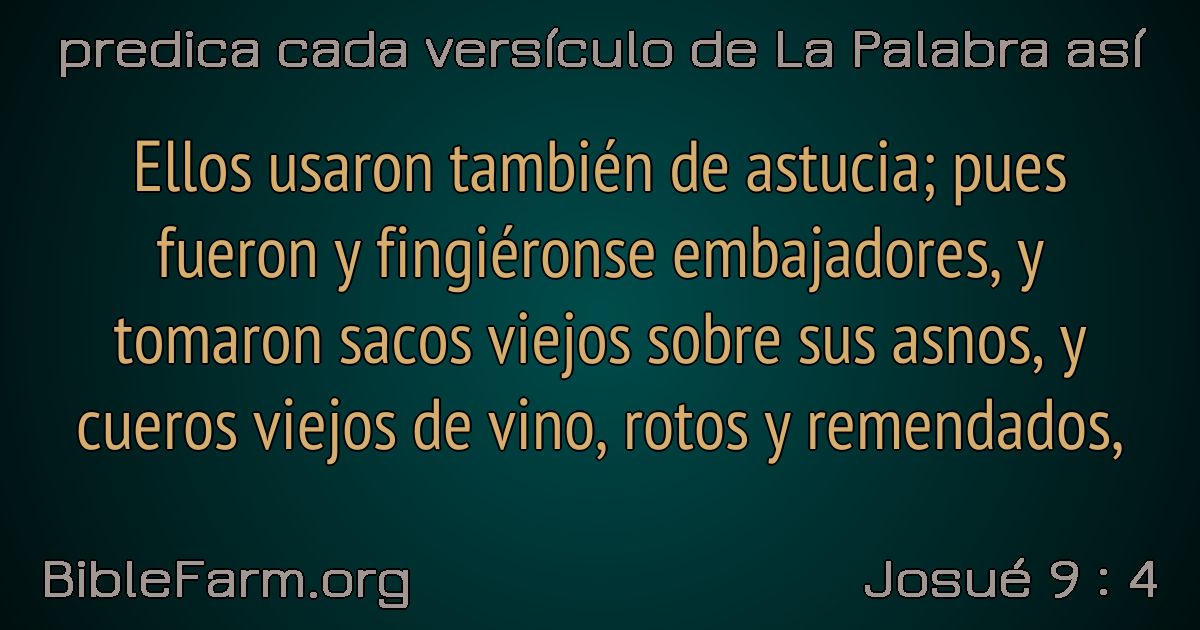 predica cada versículo de La Palabra así
Ellos usaron también de astucia; pues
fueron y fingiéronse embajadores, y
tomaron sacos viejos sobre sus asnos, y
cueros viejos de vino, rotos y remendados,
BibleFarm.org
Josué 9 : 4